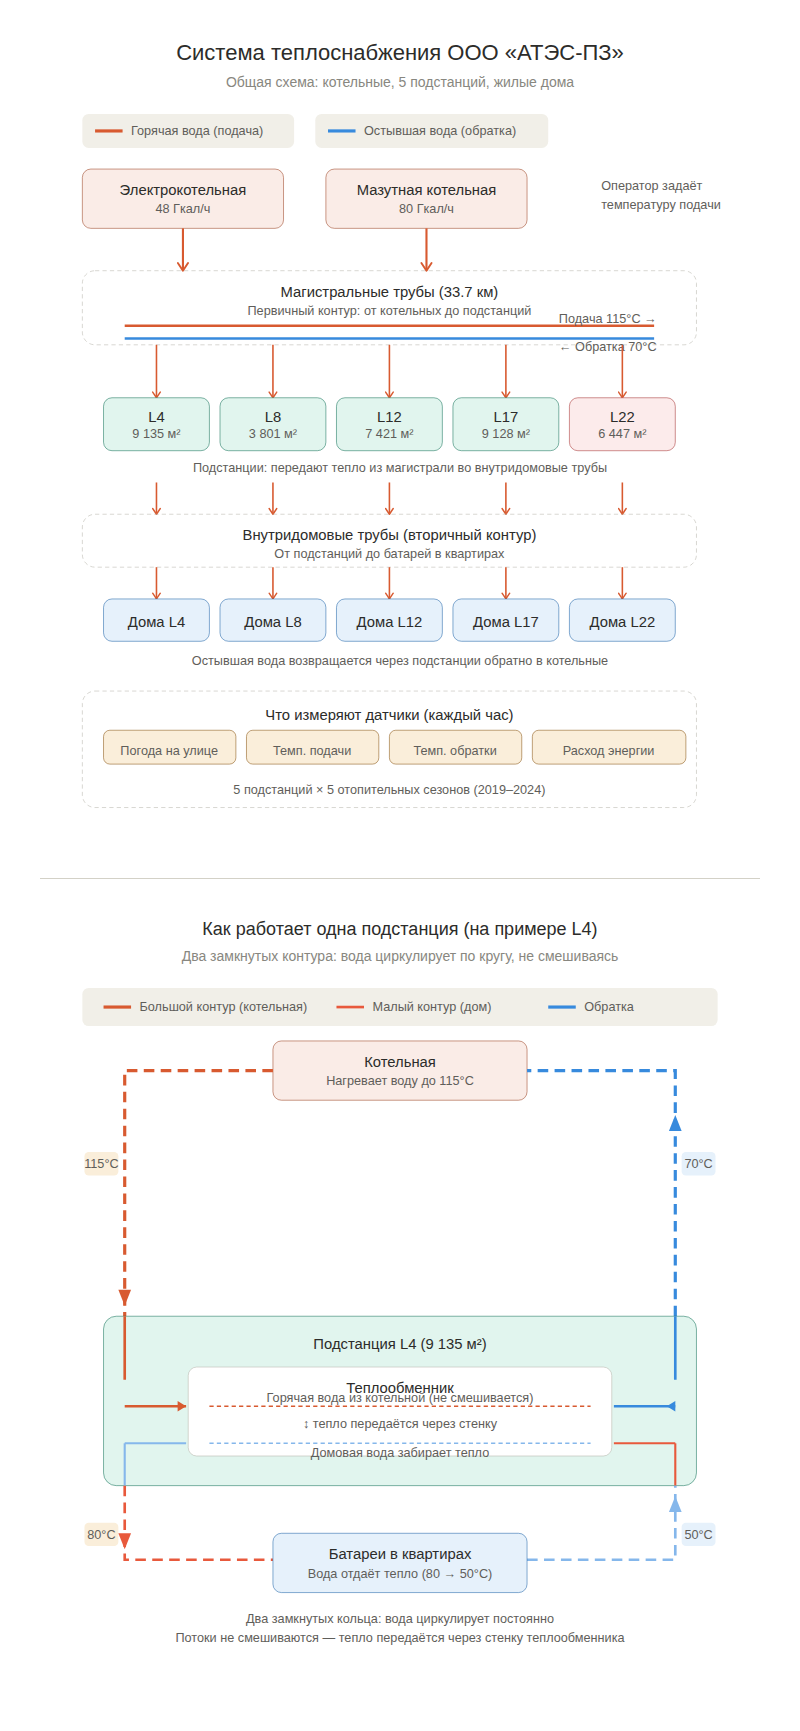 Система теплоснабжения ООО «АТЭС-ПЗ»
Общая схема: котельные, 5 подстанций, жилые дома
Горячая вода (подача)
Остывшая вода (обратка)
Электрокотельная
48 Гкал/ч
Мазутная котельная
80 Гкал/ч
Оператор задаёт
температуру подачи
Магистральные трубы (33.7 км)
Первичный контур: от котельных до подстанций
Подача 115°C →
← Обратка 70°C
L4
9 135 м²
L8
3 801 м²
L12
7 421 м²
L17
9 128 м²
L22
6 447 м²
Подстанции: передают тепло из магистрали во внутридомовые трубы
Внутридомовые трубы (вторичный контур)
От подстанций до батарей в квартирах
Дома L4
Дома L8
Дома L12
Дома L17
Дома L22
Остывшая вода возвращается через подстанции обратно в котельные
Что измеряют датчики (каждый час)
Погода на улице
Темп. подачи
Темп. обратки
Расход энергии
5 подстанций × 5 отопительных сезонов (2019–2024)
Как работает одна подстанция (на примере L4)
Два замкнутых контура: вода циркулирует по кругу, не смешиваясь
Большой контур (котельная)
Малый контур (дом)
Обратка
Котельная
Нагревает воду до 115°C
115°C
70°C
Подстанция L4 (9 135 м²)
Теплообменник
Горячая вода из котельной (не смешивается)
↕ тепло передаётся через стенку
Домовая вода забирает тепло
80°C
50°C
Батареи в квартирах
Вода отдаёт тепло (80 → 50°C)
Два замкнутых кольца: вода циркулирует постоянно
Потоки не смешиваются — тепло передаётся через стенку теплообменника